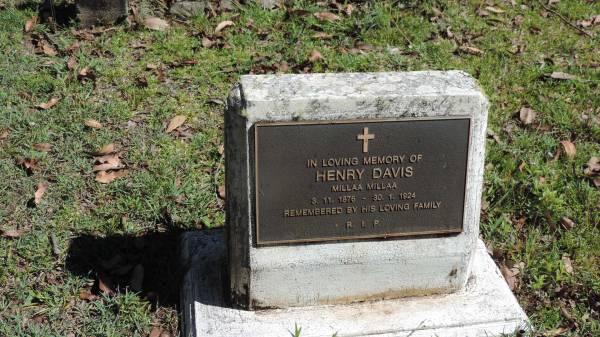 IN LOVING MEMORY OF
HENRY DAVIS
MILLAA MILLAA
3. 11. 1876 - 30. 1. 1924
REMEMBERED BY HIS LOVING FAMILY
R. I. P.